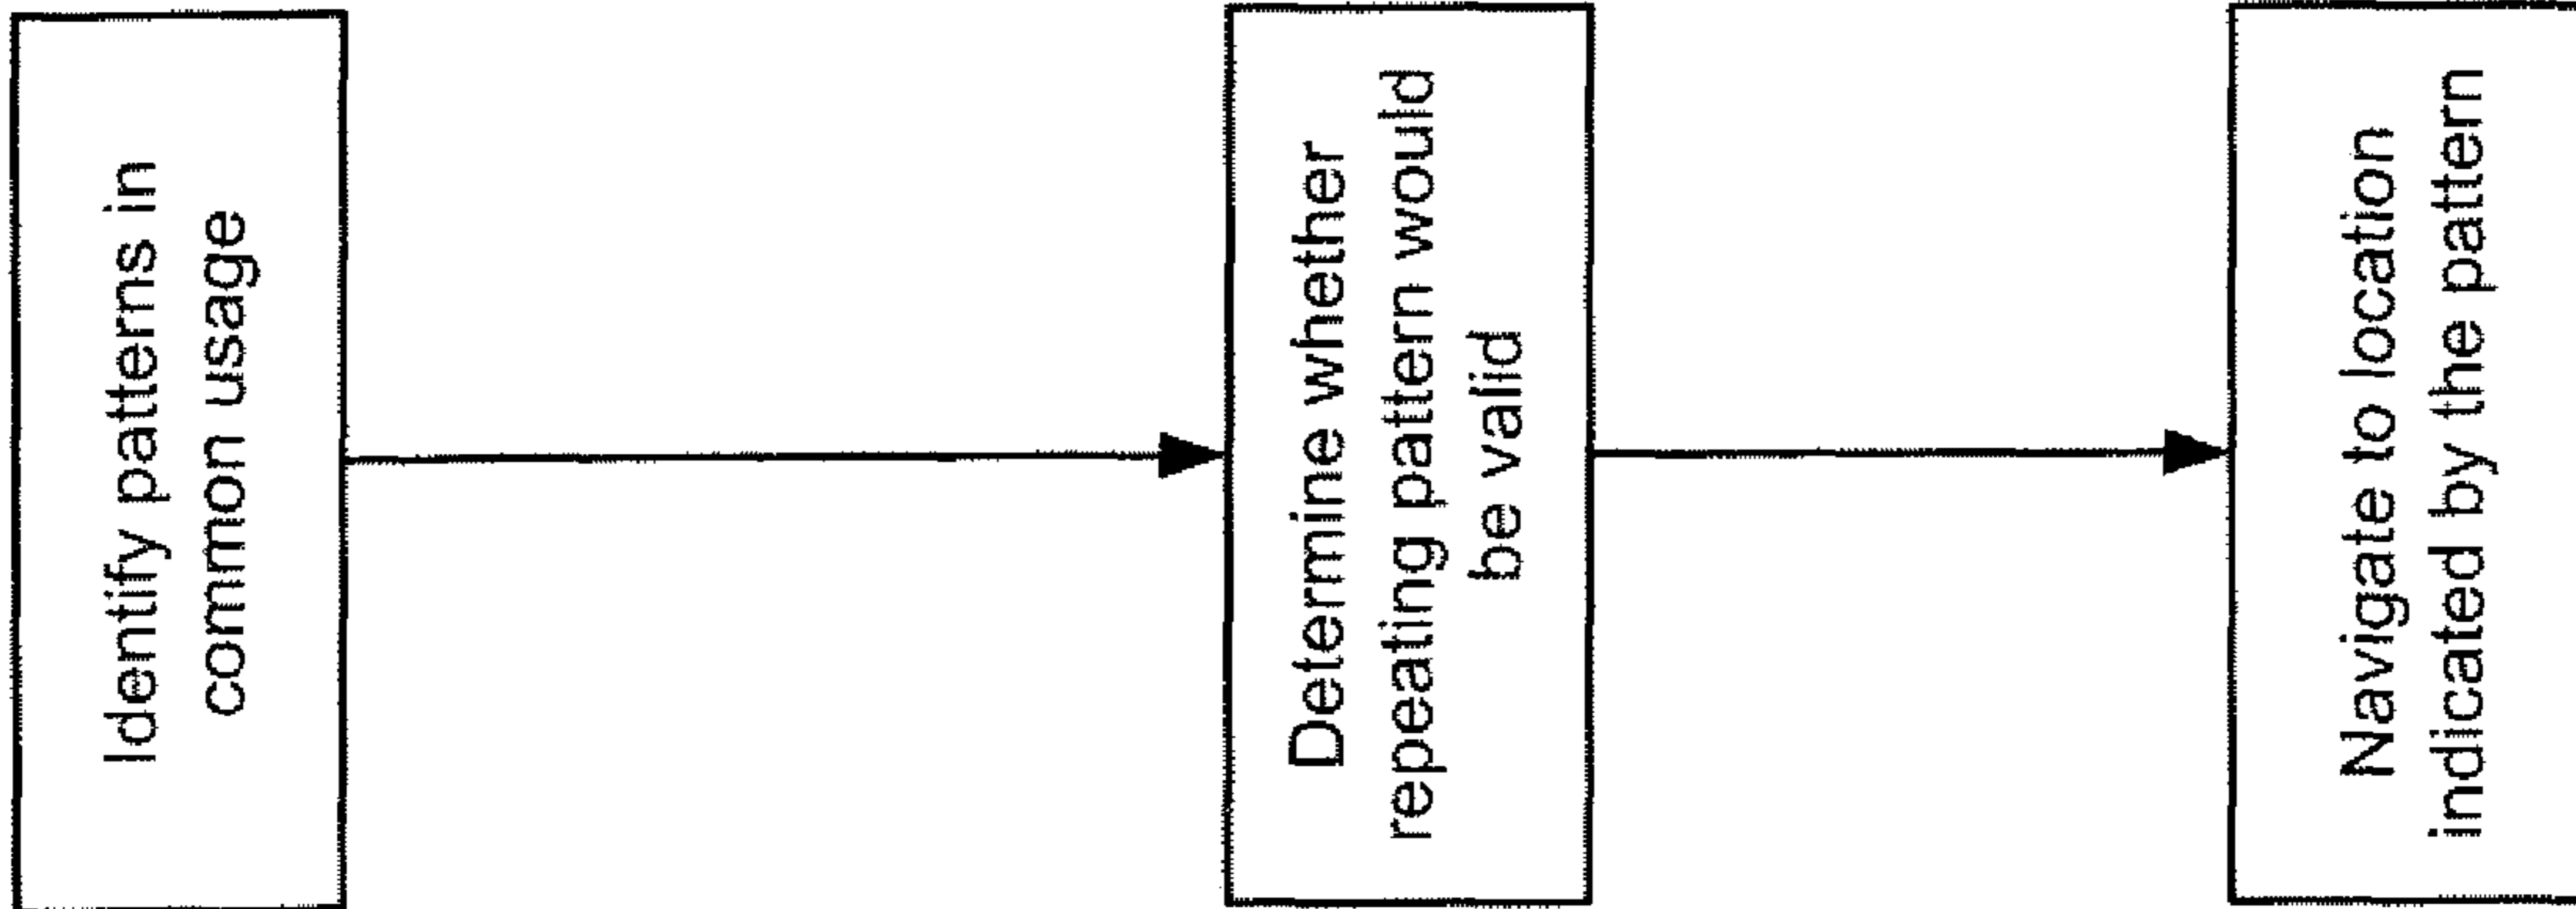 Identify patterns in
common usage
Determine whether
repeating pattern would
be valid
Navigate to location
indicated by the pattern